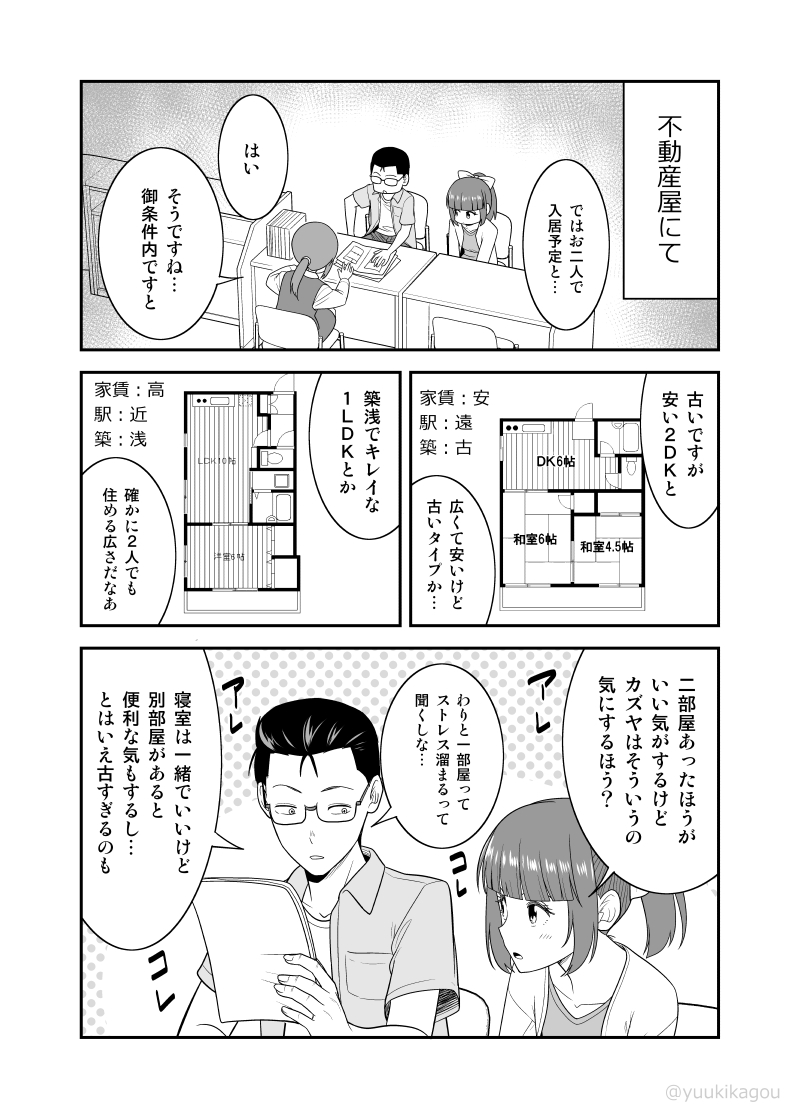 不動産屋にて
ではお二人で
入居予定と…
はい
そうですね…
御条件内ですと
古いですが
安い2DKと
家賃：安
駅：遠
築：古
DK6帖
和室6帖
和室4.5帖
広くて安いけど
古いタイプか…
築浅でキレイな
1LDKとか
家賃：高
駅：近
築：浅
LDK10帖
洋室6帖
確かに2人でも
住める広さだなあ
二部屋あったほうが
いい気がするけど
カズヤはそういうの
気にするほう？
アーレ
コレ
わりと一部屋って
ストレス溜まるって
聞くしな…
アーレ
コレ
寝室は一緒でいいけど
別部屋があると
便利な気もするし…
とはいえ古すぎるのも
@yuukikagou